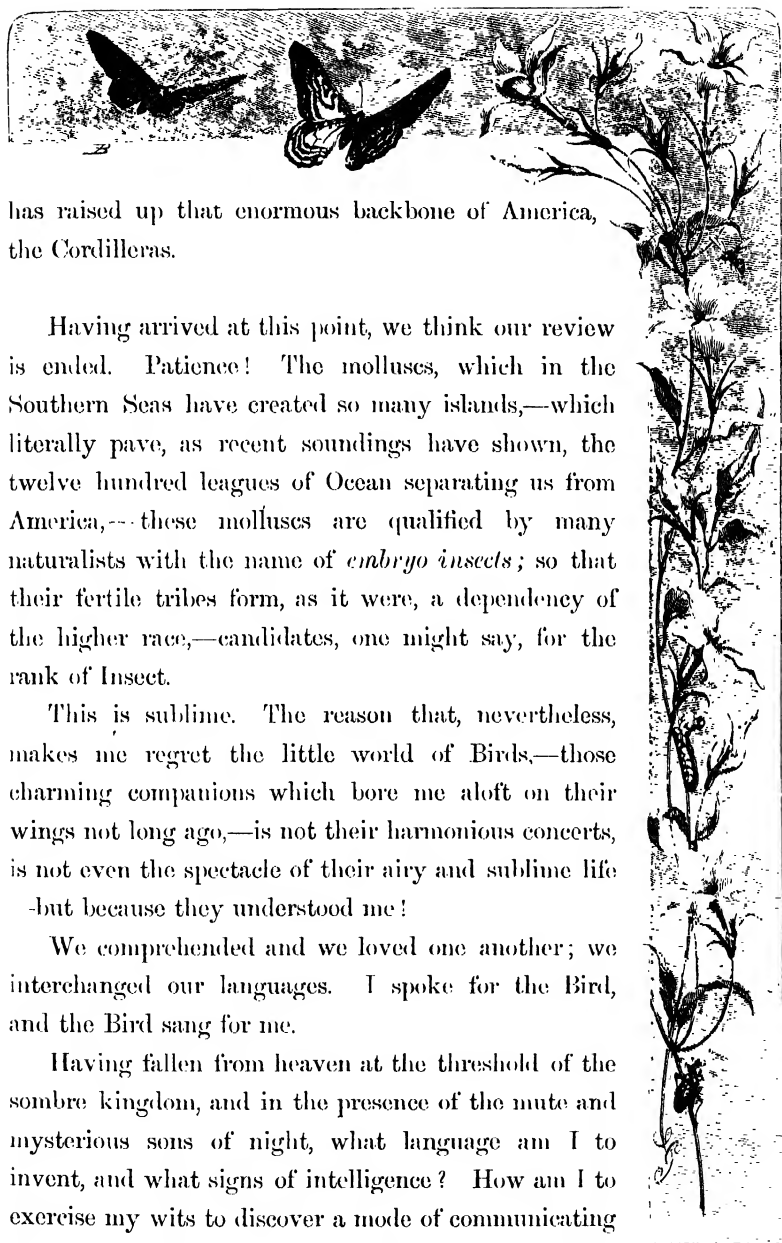 has raised up that enormous backbone of America,
the Cordilleras.
Having arrived at this point, we think our review
is ended. Patience! The molluscs, which in the
Southern Seas have created so many islands,—which
literally pave, as recent soundings have shown, the
twelve hundred leagues of Ocean separating us from
America,—these molluscs are qualified by many
naturalists with the name of embryo insects; so that
their fertile tribes form, as it were, a dependency of
the higher race,—candidates, one might say, for the
rank of Insect.
This is sublime. The reason that, nevertheless,
makes me regret the little world of Birds,—those
charming companions which bore me aloft on their
wings not long ago,—is not their harmonious concerts,
is not even the spectacle of their airy and sublime life
-but because they understood me!
We comprehended and we loved one another; we
interchanged our languages. I spoke for the Bird,
and the Bird sang for me.
Having fallen from heaven at the threshold of the
sombre kingdom, and in the presence of the mute and
mysterious sons of night, what language am I to
invent, and what signs of intelligence? How am I to
exercise my wits to discover a mode of communicating